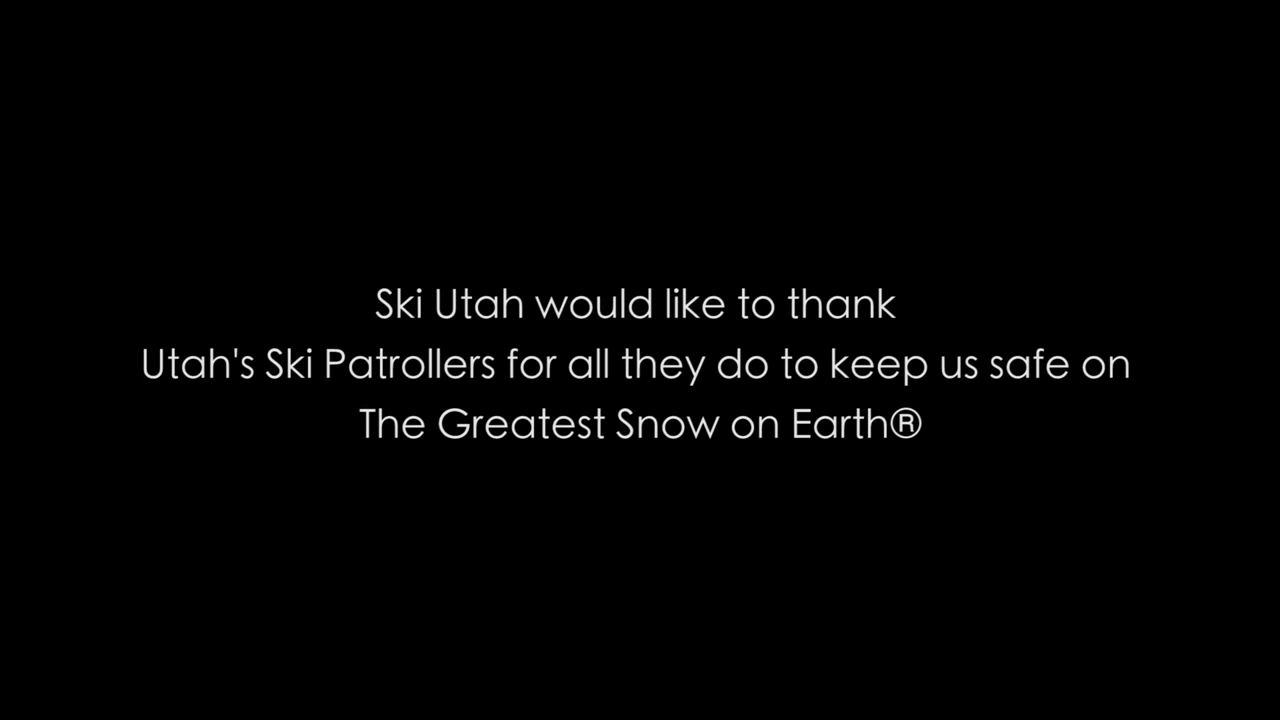 Ski Utah would like to thank
Utah's Ski Patrollers for all they do to keep us safe on
The Greatest Snow on Earth®